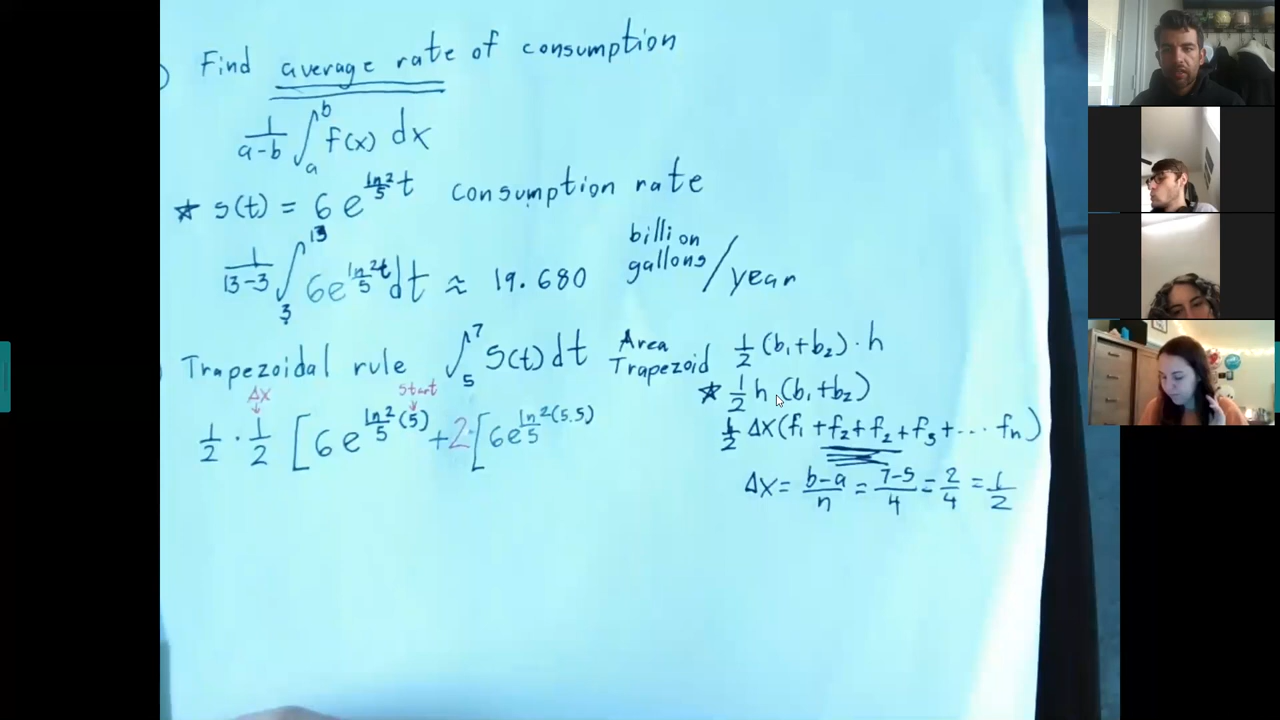 ) Find average rate of consumption
1/(a-b) ∫_a^b f(x) dx
★ s(t) = 6e^(ln2/5 t) consumption rate
1/(13-3) ∫_3^13 6e^(ln2/5 t) dt ≈ 19.680 billion gallons/year
) Trapezoidal rule ∫_5^7 S(t) dt Area Trapezoid ½ (b₁+b₂)·h
★ ½ h (b₁+b₂)
Δx start
½ · ½ [6e^(ln2/5 (5)) + 2·[6e^(ln2/5 (5.5))
½ Δx(f₁ + f₂ + f₂ + f₃ + ... fn)
Δx = (b-a)/n = (7-5)/4 = 2/4 = 1/2